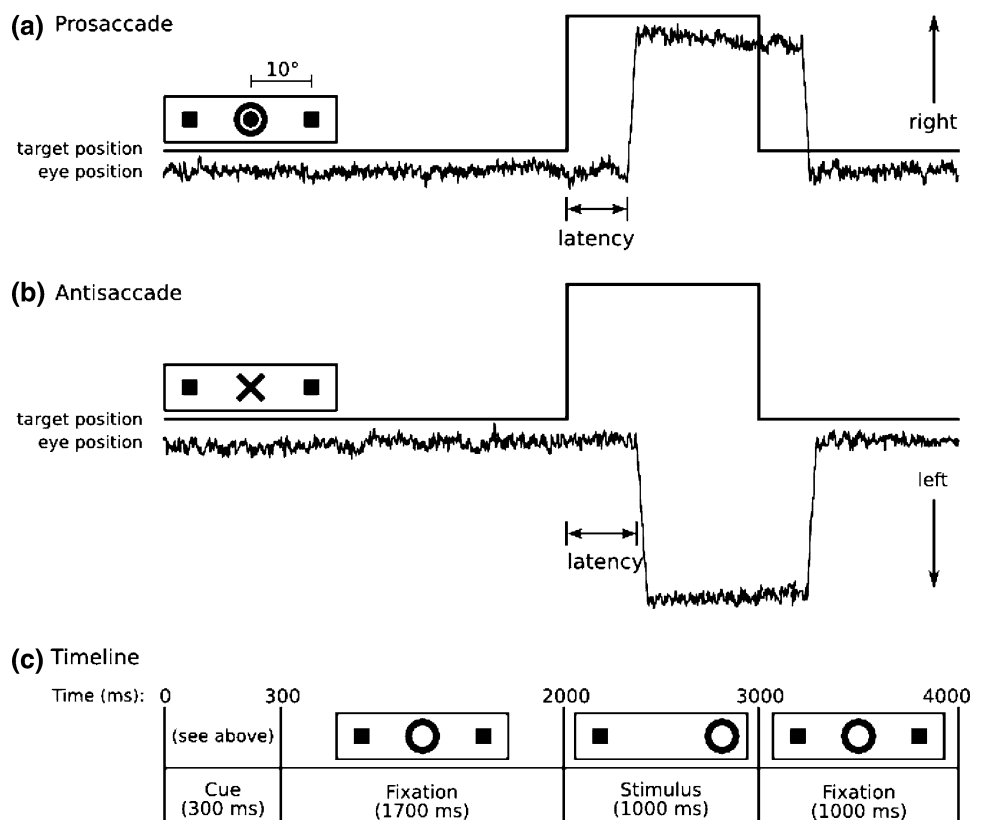 (a) Prosaccade
10°
right
target position
eye position
latency
(b) Antisaccade
target position
eye position
left
latency
(c) Timeline
Time (ms): 0 300 2000 3000 4000
(see above)
Cue Fixation Stimulus Fixation
(300 ms) (1700 ms) (1000 ms) (1000 ms)